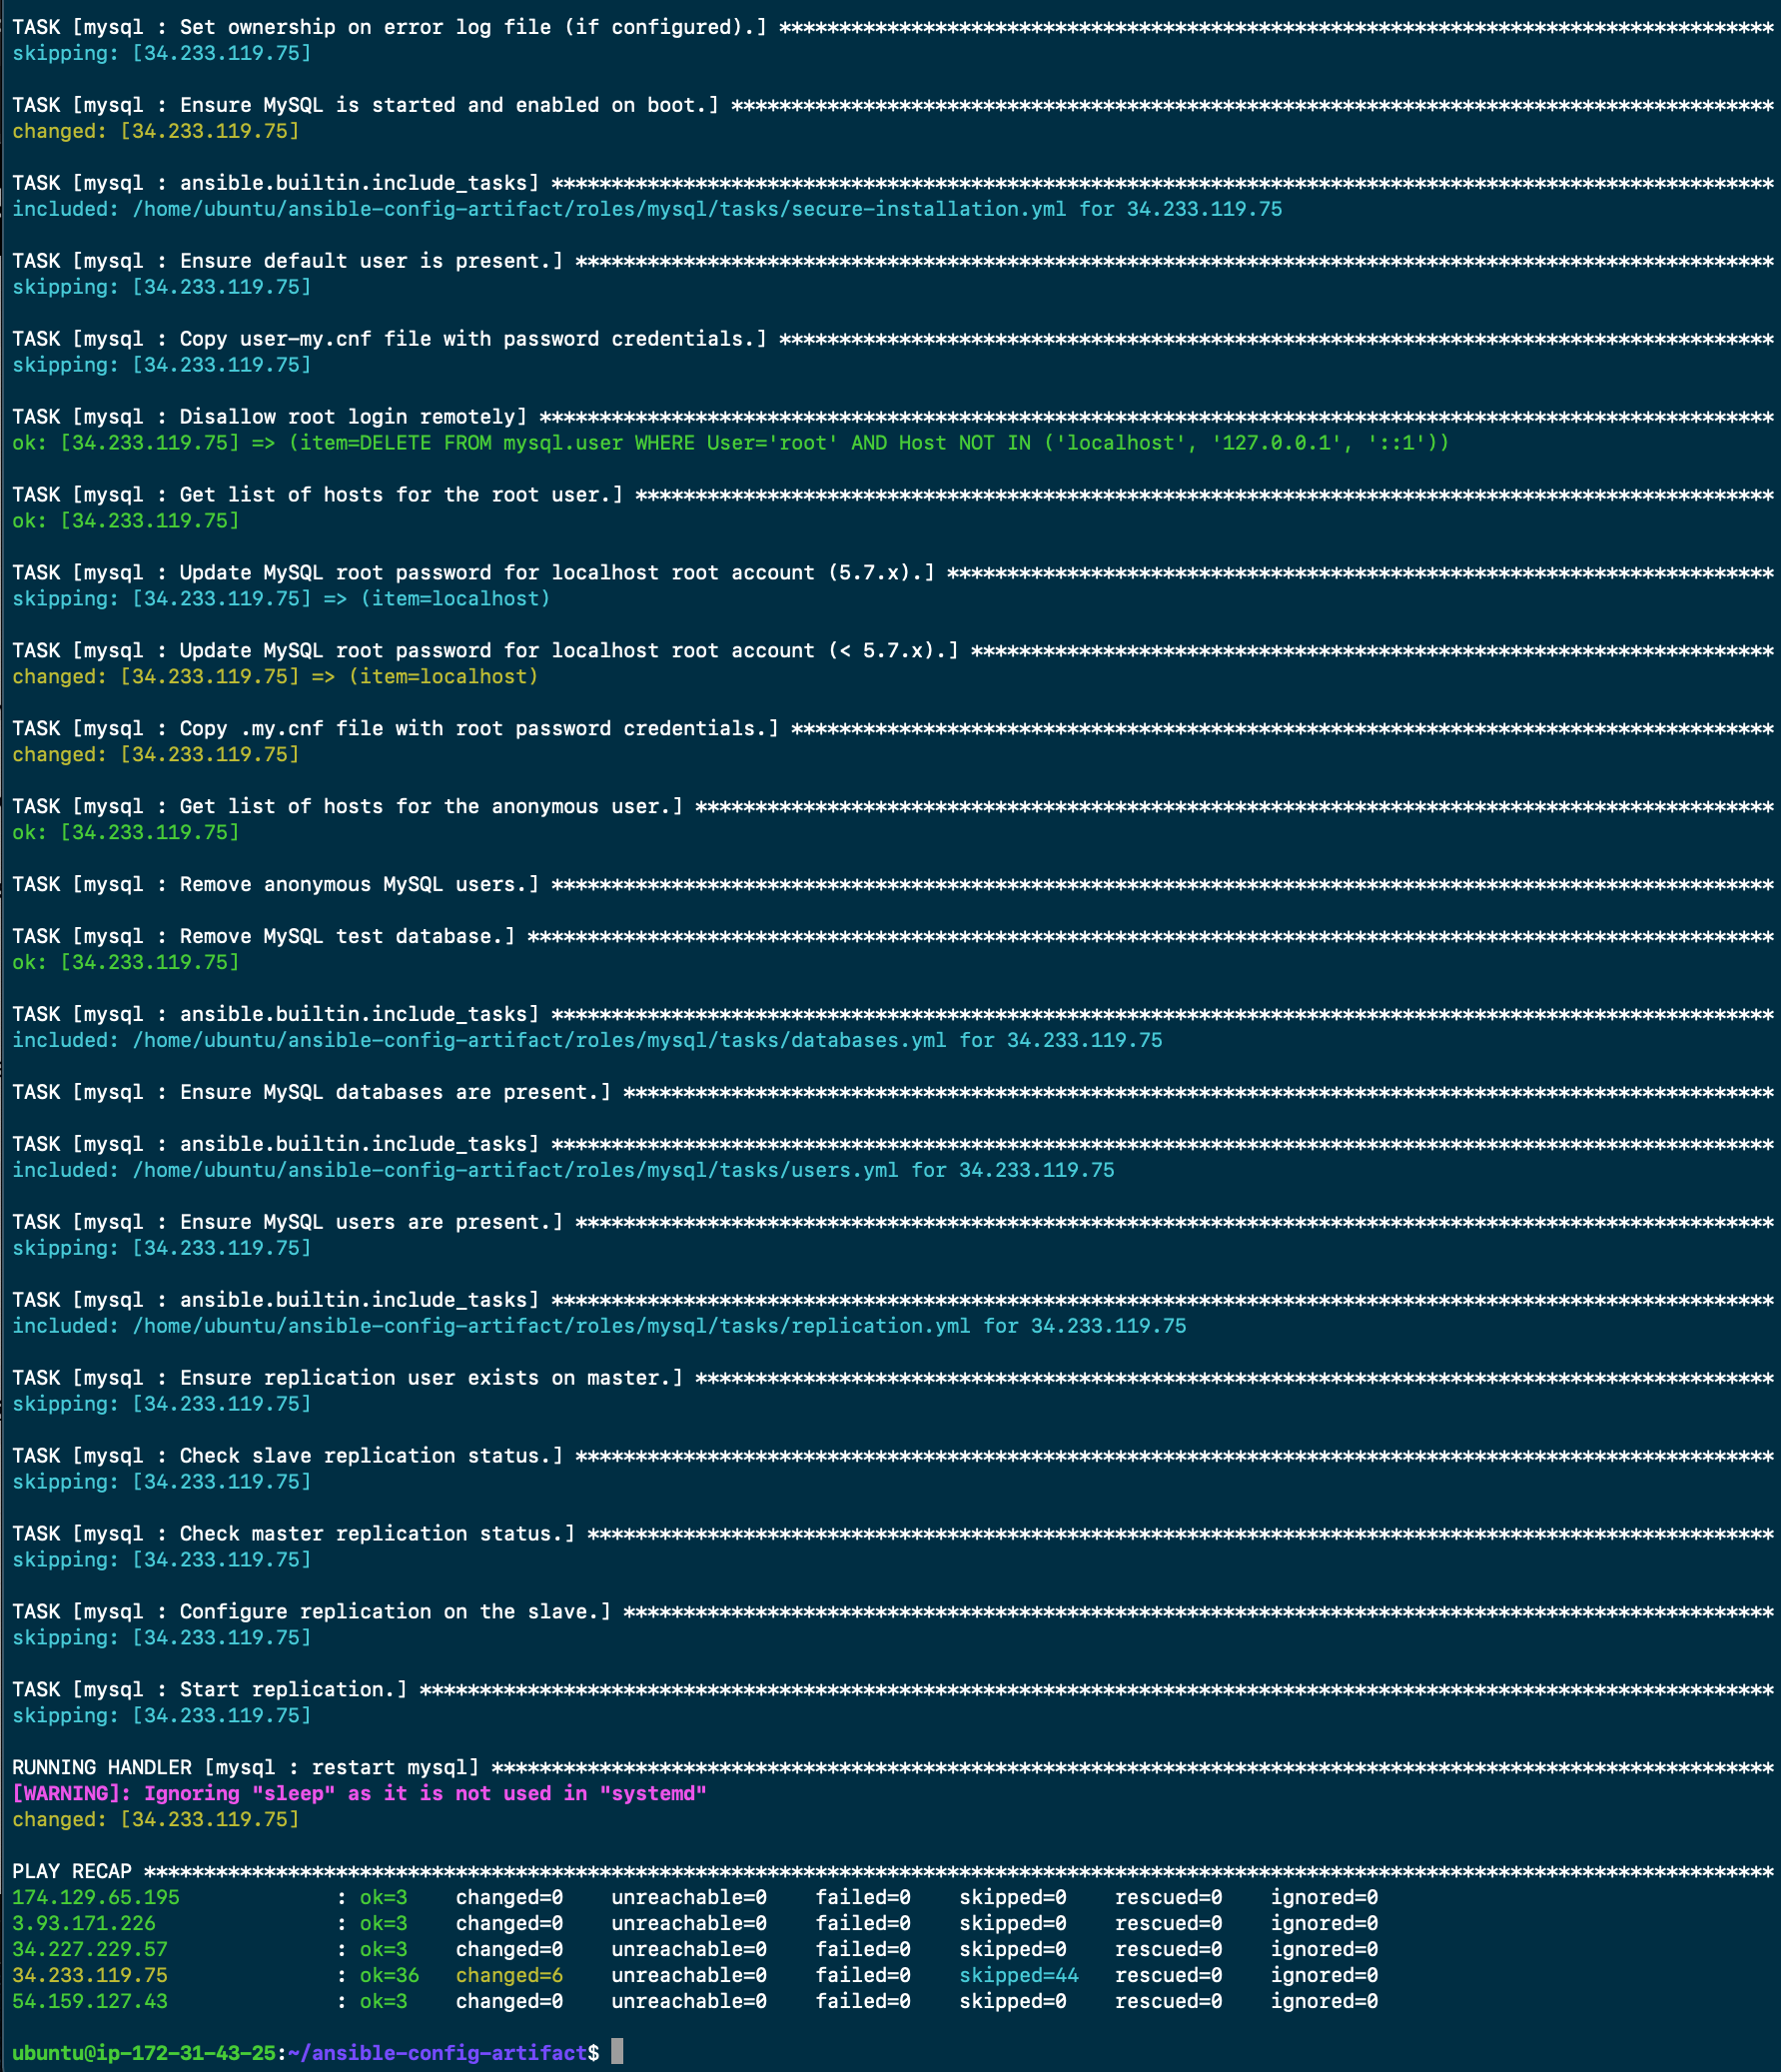 TASK [mysql : Set ownership on error log file (if configured).] ***********************************************************************************
skipping: [34.233.119.75]
TASK [mysql : Ensure MySQL is started and enabled on boot.] ***************************************************************************************
changed: [34.233.119.75]
TASK [mysql : ansible.builtin.include_tasks] ******************************************************************************************************
included: /home/ubuntu/ansible-config-artifact/roles/mysql/tasks/secure-installation.yml for 34.233.119.75
TASK [mysql : Ensure default user is present.] ****************************************************************************************************
skipping: [34.233.119.75]
TASK [mysql : Copy user-my.cnf file with password credentials.] ***********************************************************************************
skipping: [34.233.119.75]
TASK [mysql : Disallow root login remotely] *******************************************************************************************************
ok: [34.233.119.75] => (item=DELETE FROM mysql.user WHERE User='root' AND Host NOT IN ('localhost', '127.0.0.1', '::1'))
TASK [mysql : Get list of hosts for the root user.] ***********************************************************************************************
ok: [34.233.119.75]
TASK [mysql : Update MySQL root password for localhost root account (5.7.x).] *********************************************************************
skipping: [34.233.119.75] => (item=localhost)
TASK [mysql : Update MySQL root password for localhost root account (< 5.7.x).] *******************************************************************
changed: [34.233.119.75] => (item=localhost)
TASK [mysql : Copy .my.cnf file with root password credentials.] **********************************************************************************
changed: [34.233.119.75]
TASK [mysql : Get list of hosts for the anonymous user.] ******************************************************************************************
ok: [34.233.119.75]
TASK [mysql : Remove anonymous MySQL users.] ******************************************************************************************************
TASK [mysql : Remove MySQL test database.] ********************************************************************************************************
ok: [34.233.119.75]
TASK [mysql : ansible.builtin.include_tasks] ******************************************************************************************************
included: /home/ubuntu/ansible-config-artifact/roles/mysql/tasks/databases.yml for 34.233.119.75
TASK [mysql : Ensure MySQL databases are present.] ************************************************************************************************
TASK [mysql : ansible.builtin.include_tasks] ******************************************************************************************************
included: /home/ubuntu/ansible-config-artifact/roles/mysql/tasks/users.yml for 34.233.119.75
TASK [mysql : Ensure MySQL users are present.] ****************************************************************************************************
skipping: [34.233.119.75]
TASK [mysql : ansible.builtin.include_tasks] ******************************************************************************************************
included: /home/ubuntu/ansible-config-artifact/roles/mysql/tasks/replication.yml for 34.233.119.75
TASK [mysql : Ensure replication user exists on master.] ******************************************************************************************
skipping: [34.233.119.75]
TASK [mysql : Check slave replication status.] ****************************************************************************************************
skipping: [34.233.119.75]
TASK [mysql : Check master replication status.] ***************************************************************************************************
skipping: [34.233.119.75]
TASK [mysql : Configure replication on the slave.] ************************************************************************************************
skipping: [34.233.119.75]
TASK [mysql : Start replication.] *****************************************************************************************************************
skipping: [34.233.119.75]
RUNNING HANDLER [mysql : restart mysql] ***********************************************************************************************************
[WARNING]: Ignoring "sleep" as it is not used in "systemd"
changed: [34.233.119.75]
PLAY RECAP ****************************************************************************************************************************************
174.129.65.195             : ok=3    changed=0    unreachable=0    failed=0    skipped=0    rescued=0    ignored=0
3.93.171.226               : ok=3    changed=0    unreachable=0    failed=0    skipped=0    rescued=0    ignored=0
34.227.229.57              : ok=3    changed=0    unreachable=0    failed=0    skipped=0    rescued=0    ignored=0
34.233.119.75              : ok=36   changed=6    unreachable=0    failed=0    skipped=44   rescued=0    ignored=0
54.159.127.43              : ok=3    changed=0    unreachable=0    failed=0    skipped=0    rescued=0    ignored=0
ubuntu@ip-172-31-43-25:~/ansible-config-artifact$